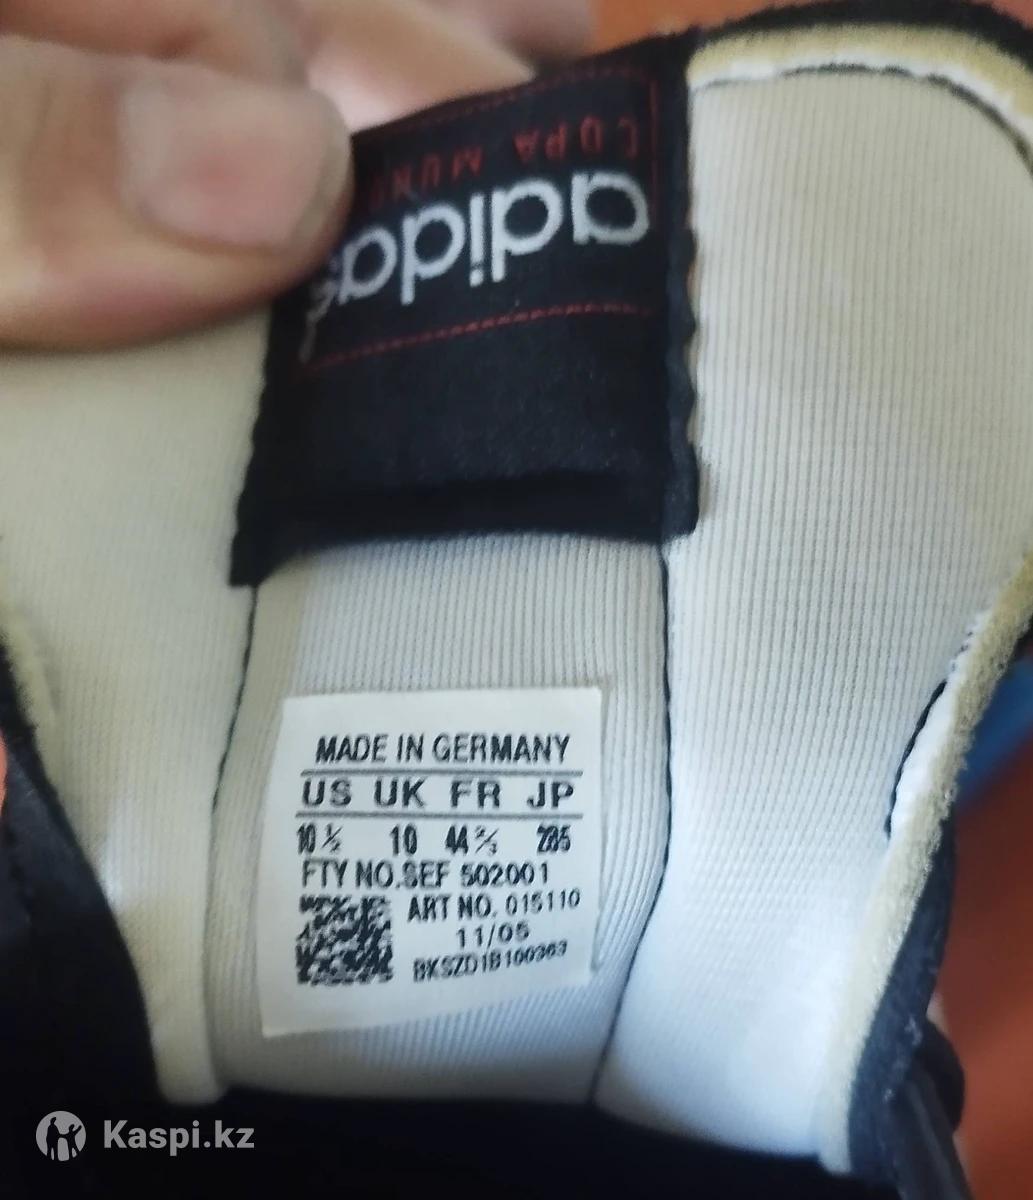 COPA MUND
adidas
MADE IN GERMANY
US UK FR JP
10 ½ 10 44 ⅔ 285
FTY NO.SEF 502001
ART NO. 015110
11/05
BKSZD1B100363
Kaspi.kz